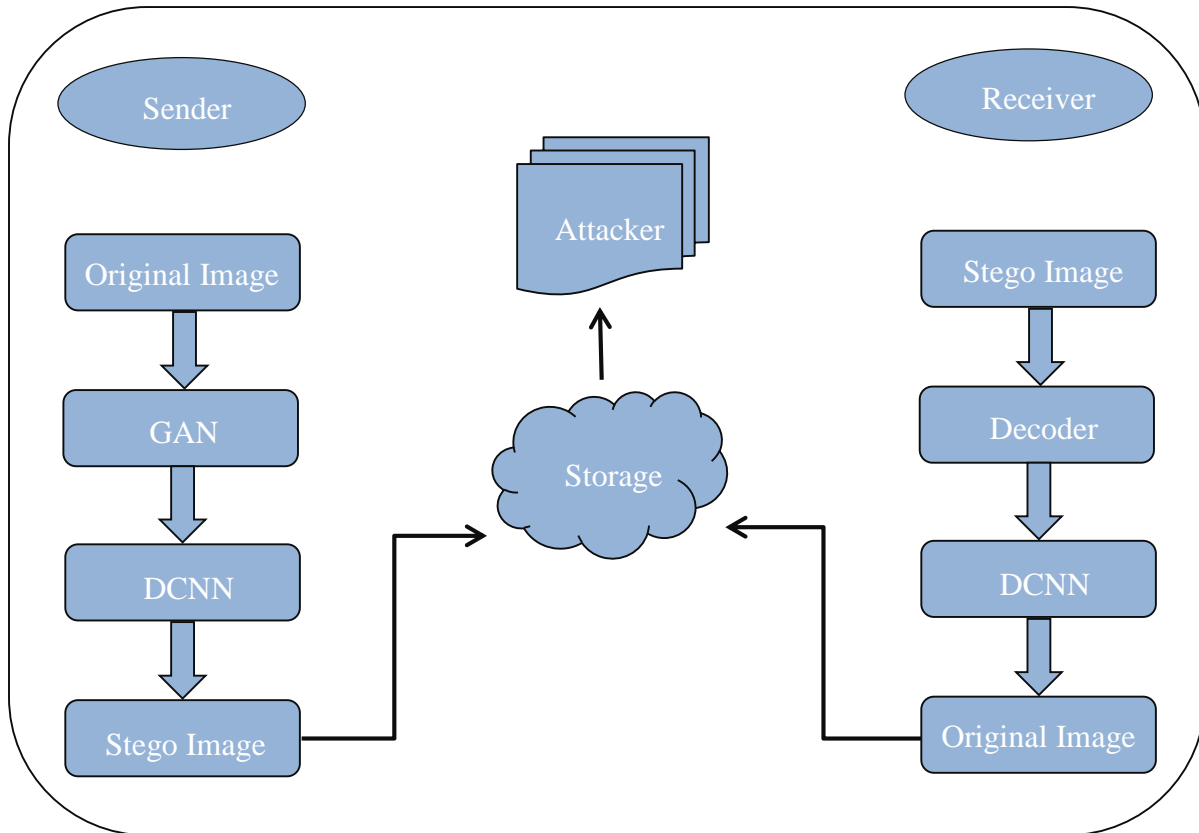 Sender
Original Image
GAN
DCNN
Stego Image
Attacker
Storage
Receiver
Stego Image
Decoder
DCNN
Original Image